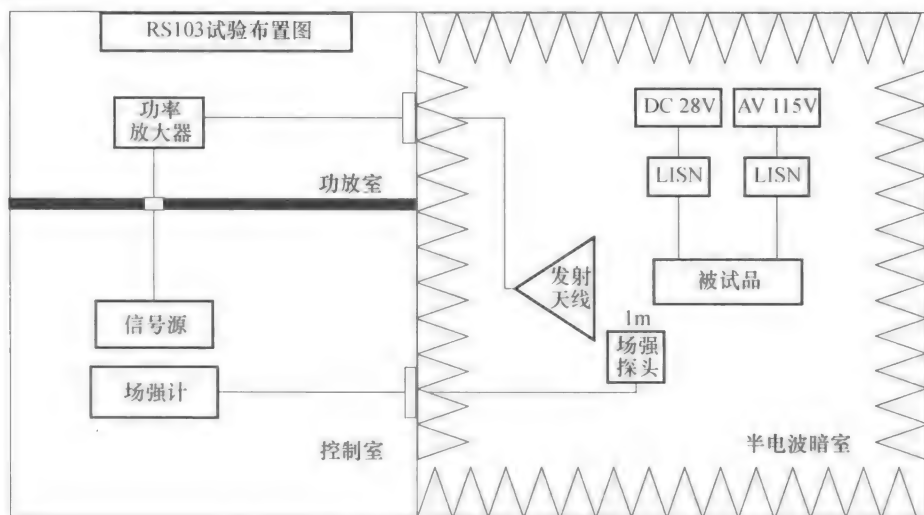 RS103试验布置图
功率
放大器
功放室
信号源
场强计
控制室
DC 28V
AV 115V
LISN
LISN
被试品
发射
天线
1m
场强
探头
半电波暗室